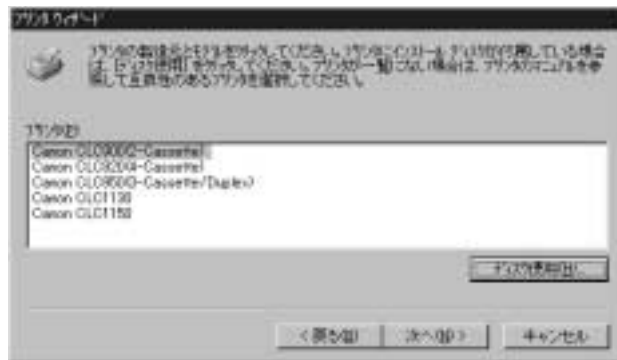 プリンタ ウィザード
プリンタの製造元とモデルをクリックしてください。プリンタにインストール ディスクが付属している場合
は、[ディスク使用] をクリックしてください。プリンタが一覧にない場合は、プリンタのマニュアルを参
照して互換性のあるプリンタを選択してください。
プリンタ(P):
Canon CLC900(2-Cassette)
Canon CLC920(4-Cassette)
Canon CLC950(3-Cassette/Duplex)
Canon CLC1130
Canon CLC1150
ディスク使用(H)...
< 戻る(B)
次へ(N) >
キャンセル